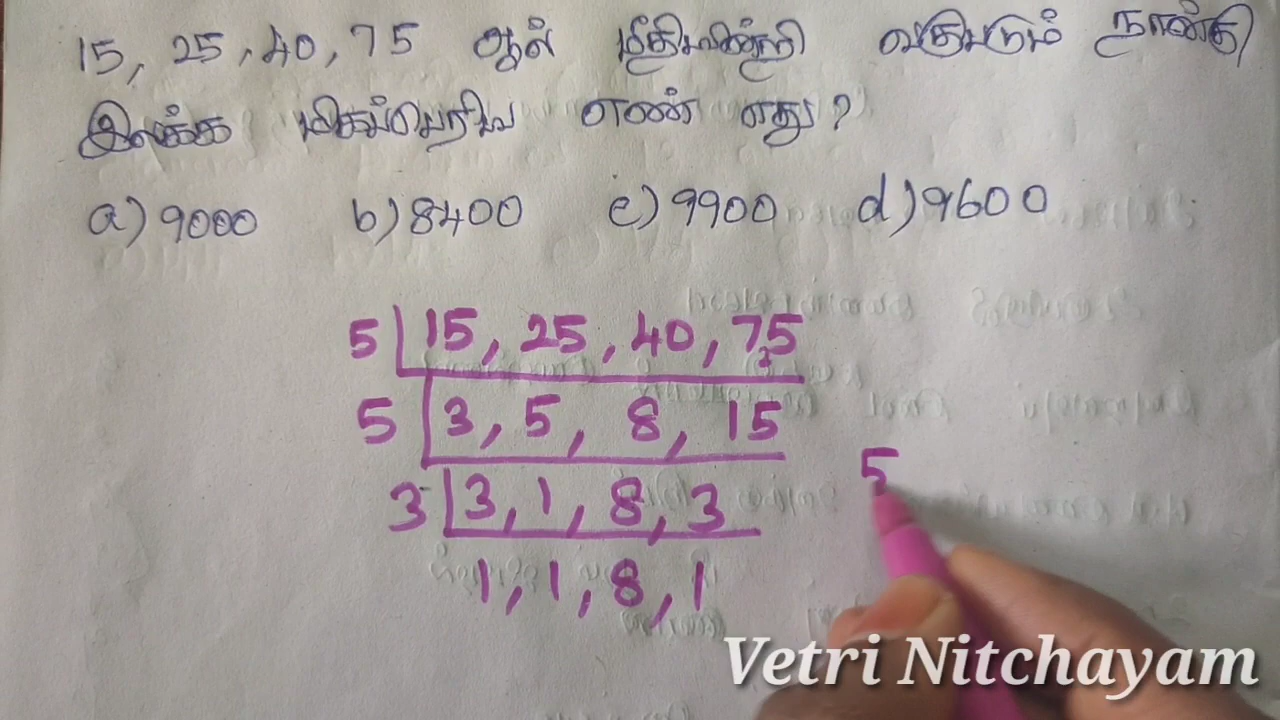 15, 25, 40, 75 ஆல் மீதியின்றி வகுபடும் நான்கு
இலக்க மிகப்பெரிய எண் எது?
a) 9000 b) 8400 c) 9900 d) 9600
5 | 15, 25, 40, 75
5 | 3, 5, 8, 15
5
3 | 3, 1, 8, 3
1, 1, 8, 1
Vetri Nitchayam